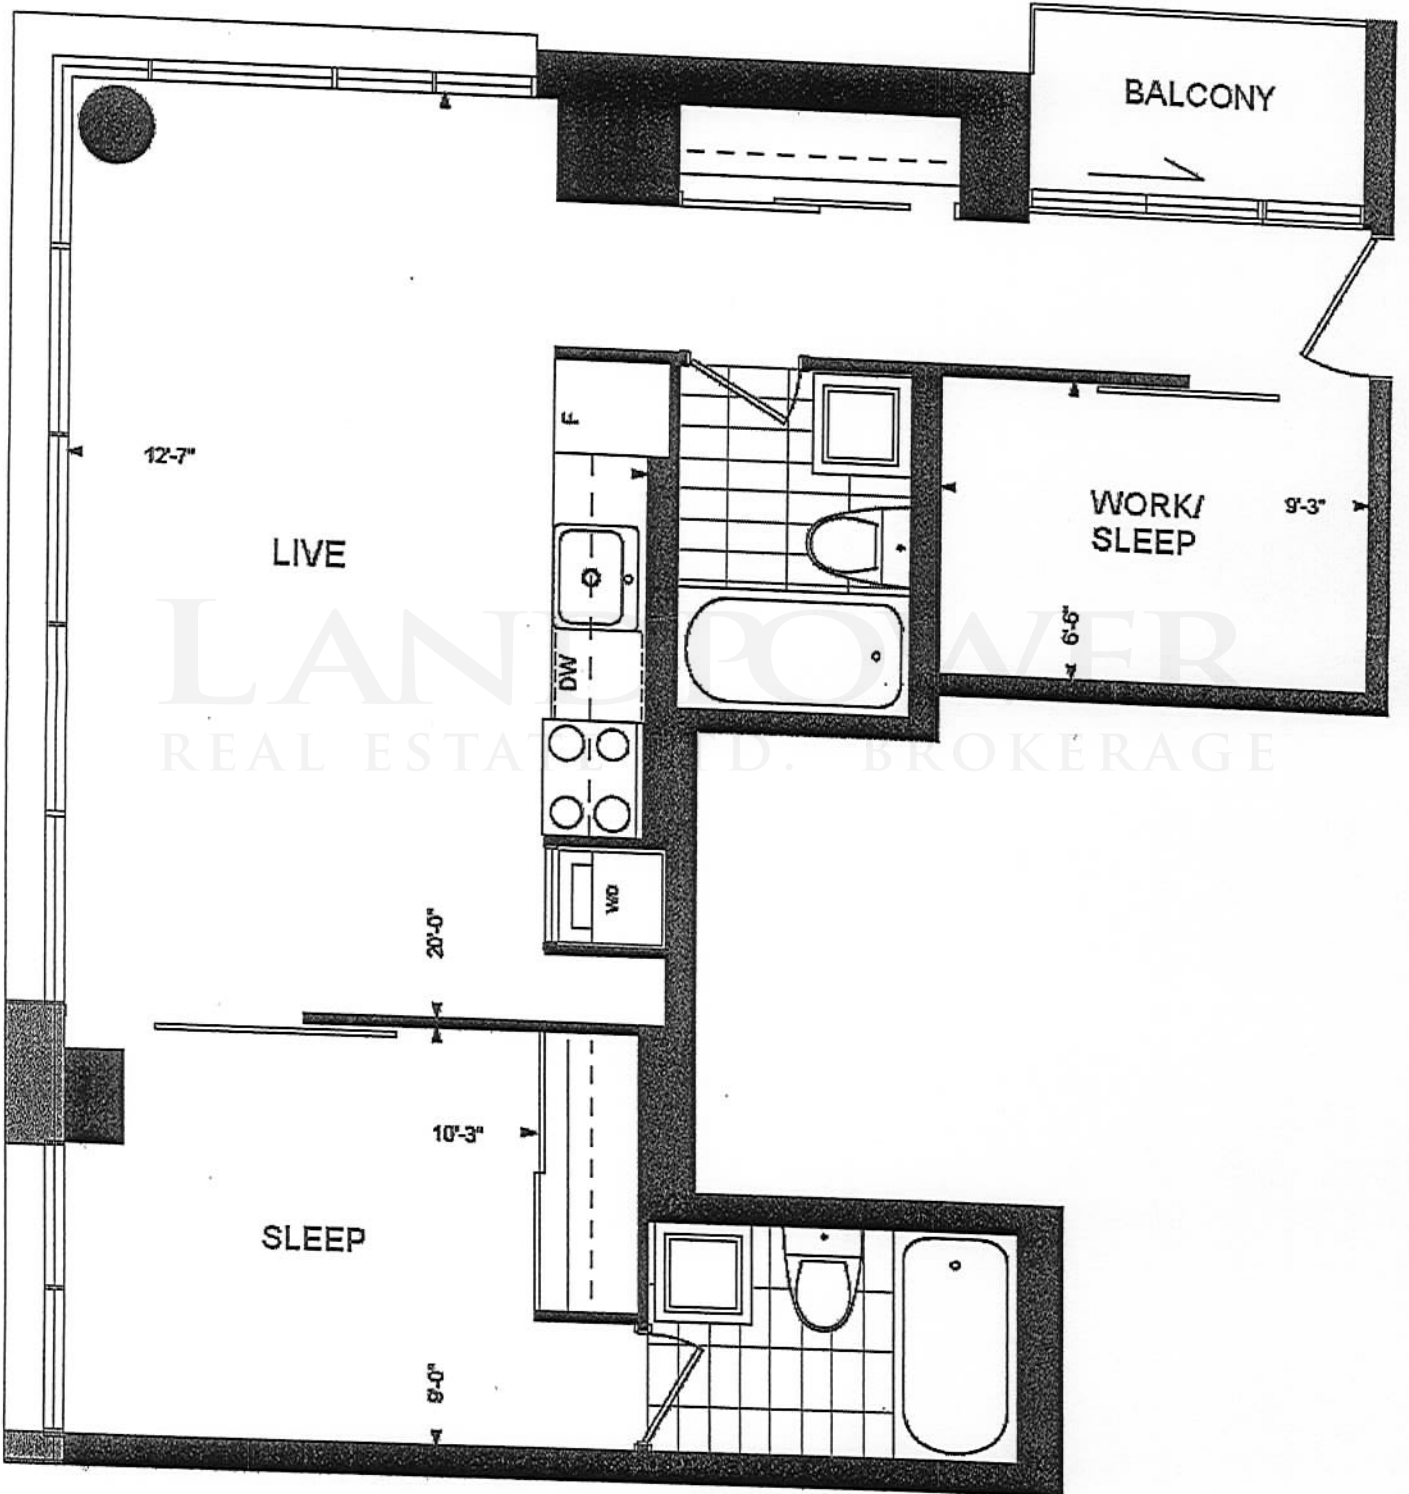 BALCONY
F
12'-7"
LIVE
WORK/
SLEEP
9'-3"
6'-6"
LANDPOWER
REAL ESTATE LTD. BROKERAGE
DW
W/D
20'-0"
10'-3"
SLEEP
9'-0"